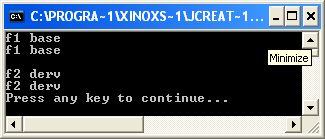 C:\PROGRA~1\XINOXS~1\JCREAT~1...
f1 base
f1 base
Minimize
f2 derv
f2 derv
Press any key to continue...